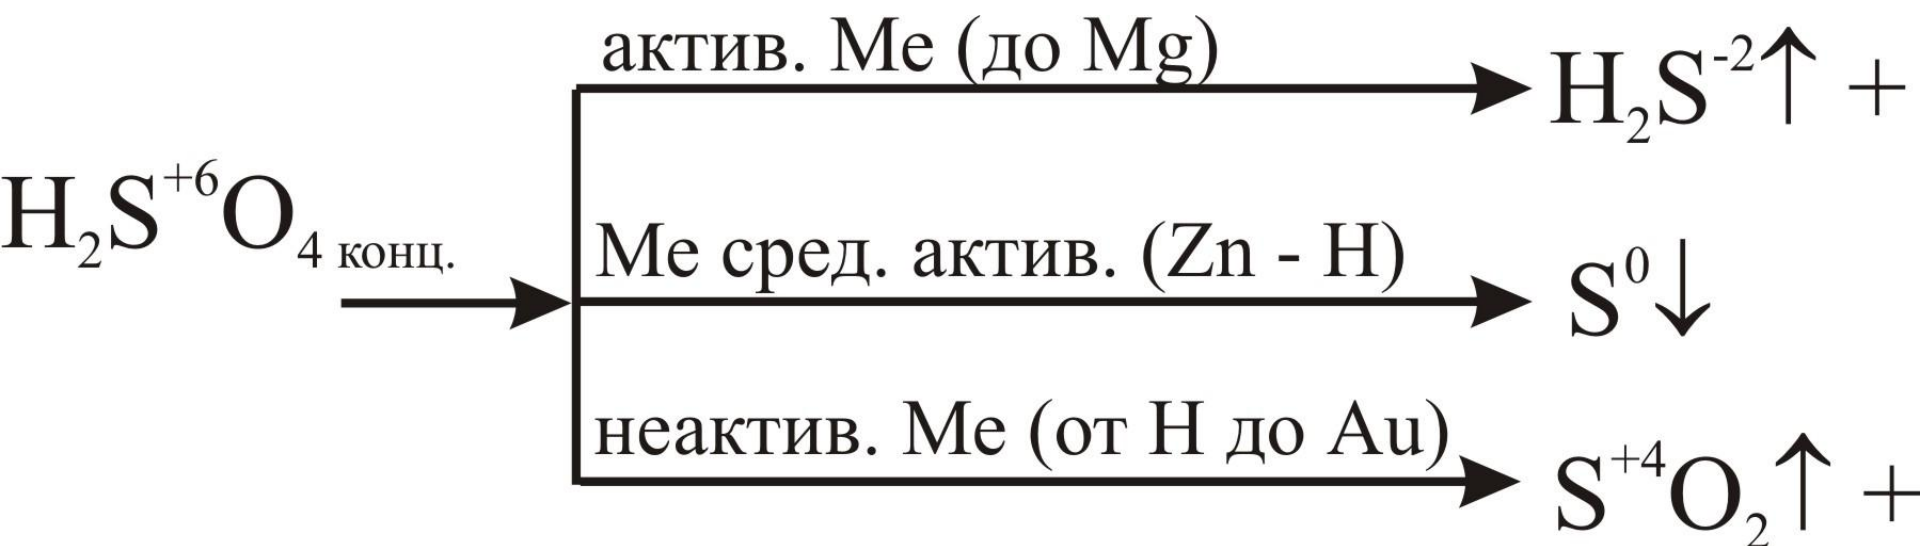 актив. Me (до Mg)
H₂S⁻²↑ +
H₂S⁺⁶O₄ конц.
Me сред. актив. (Zn - H)
S⁰↓
неактив. Me (от H до Au)
S⁺⁴O₂↑ +